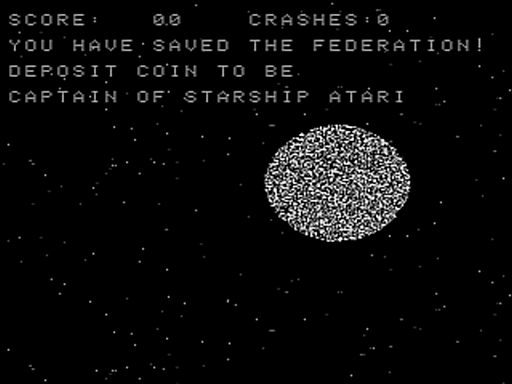 SCORE: 00 CRASHES:0
YOU HAVE SAVED THE FEDERATION!
DEPOSIT COIN TO BE
CAPTAIN OF STARSHIP ATARI